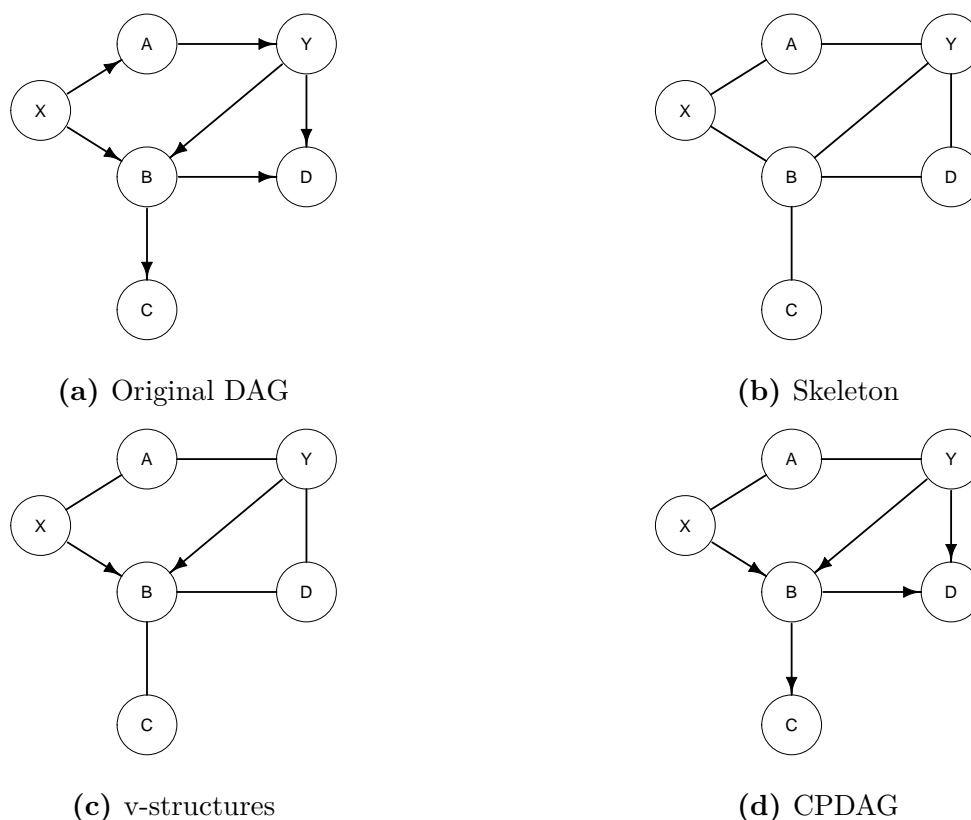 A
Y
X
B
D
C
(a) Original DAG
A
Y
X
B
D
C
(b) Skeleton
A
Y
X
B
D
C
(c) v-structures
A
Y
X
B
D
C
(d) CPDAG